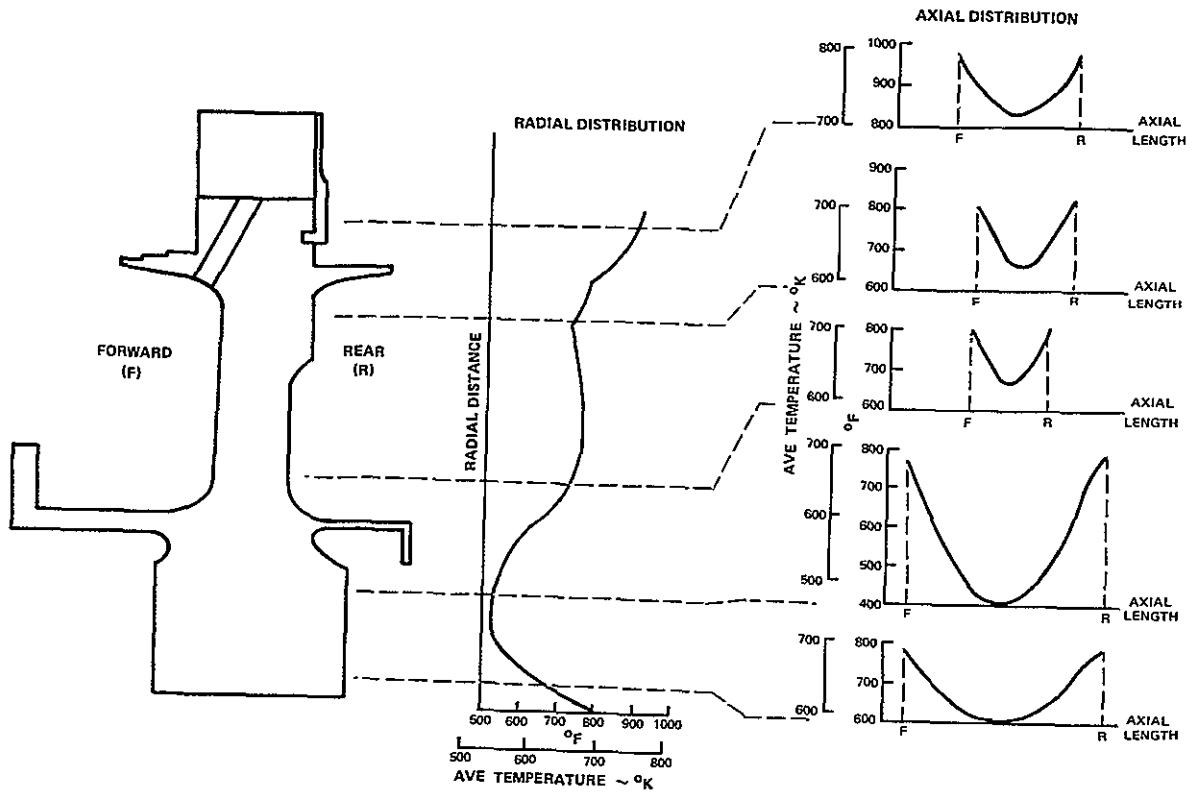 AXIAL DISTRIBUTION
RADIAL DISTRIBUTION
FORWARD
(F)
REAR
(R)
RADIAL DISTANCE
500 600 700 800 900 1000
°F
500 600 700 800
AVE TEMPERATURE ~ °K
AVE TEMPERATURE ~ °K
°F
800
700
1000
900
800
F R
AXIAL
LENGTH
700
600
900
800
700
600
F R
AXIAL
LENGTH
700
600
800
700
600
F R
AXIAL
LENGTH
700
600
500
800
700
600
500
400
F R
AXIAL
LENGTH
700
600
800
700
600
F R
AXIAL
LENGTH